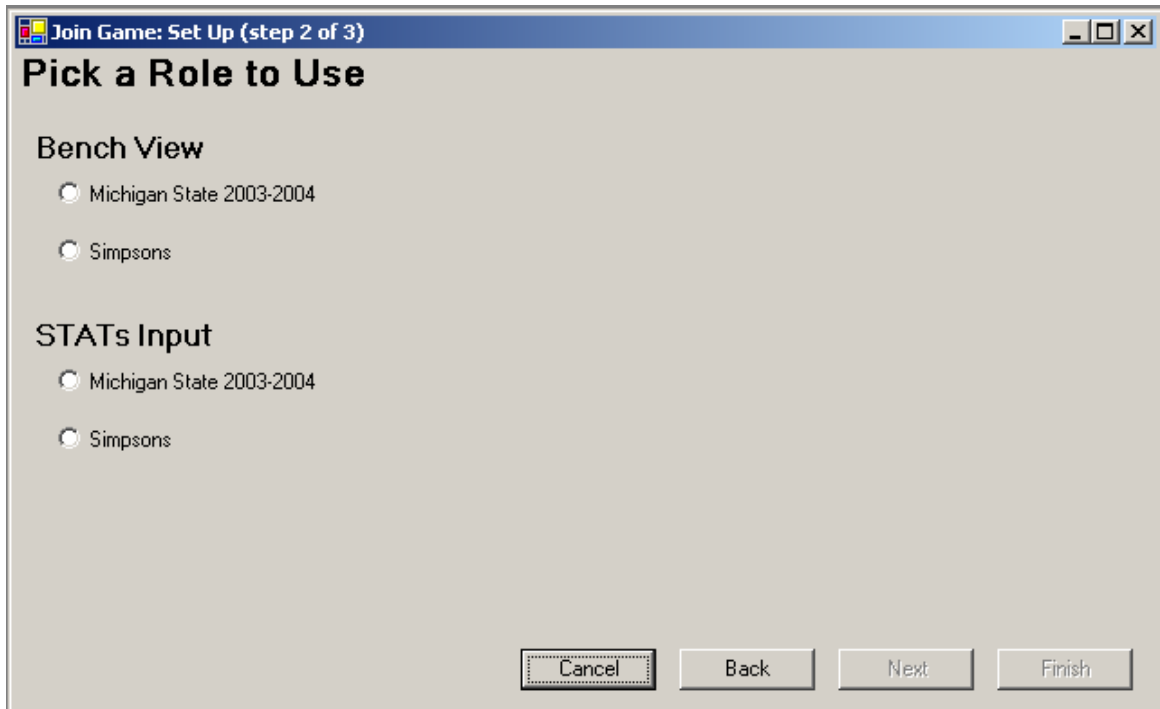 Join Game: Set Up (step 2 of 3)
Pick a Role to Use
Bench View
Michigan State 2003-2004
Simpsons
STATs Input
Michigan State 2003-2004
Simpsons
Cancel Back Next Finish